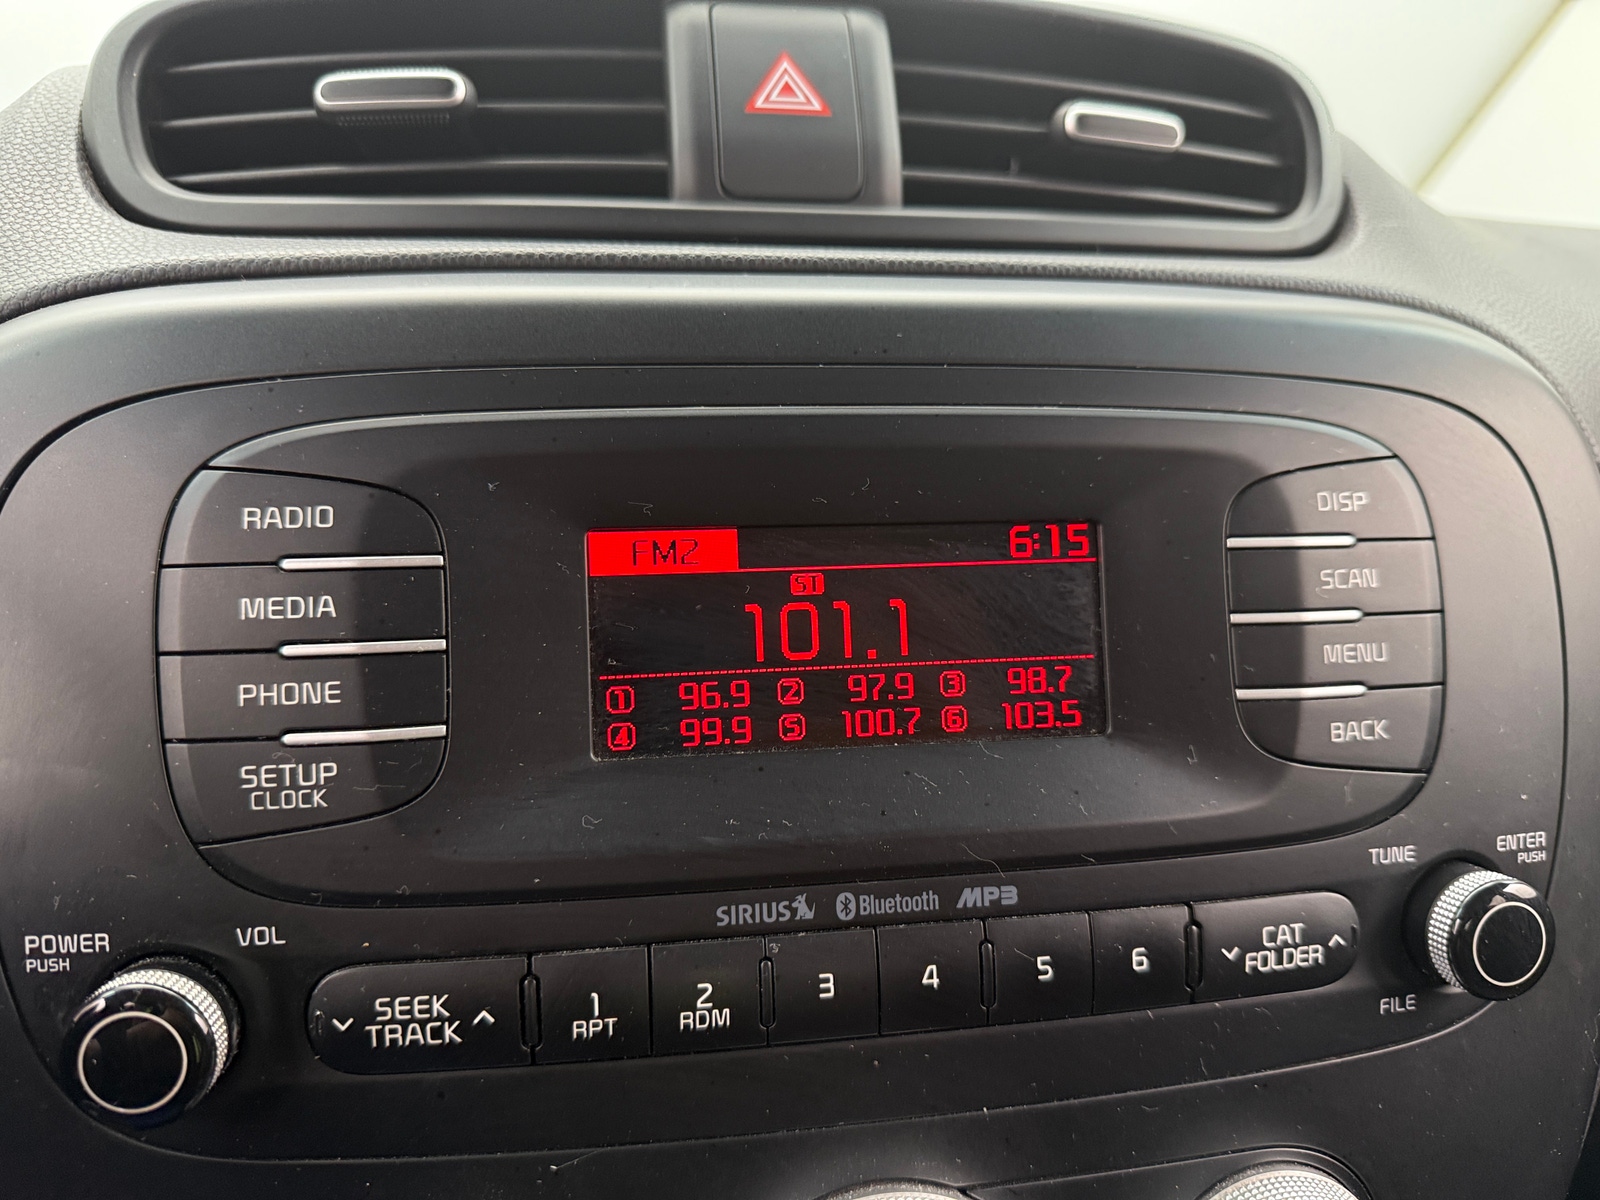 RADIO
MEDIA
PHONE
SETUP
CLOCK
FM2 6:15
ST
101.1
1 96.9 2 97.9 3 98.7
4 99.9 5 100.7 6 103.5
DISP
SCAN
MENU
BACK
SIRIUS Bluetooth MP3
POWER
PUSH
VOL
SEEK
TRACK
1
RPT
2
RDM
3
4
5
6
CAT
FOLDER
TUNE
FILE
ENTER
PUSH